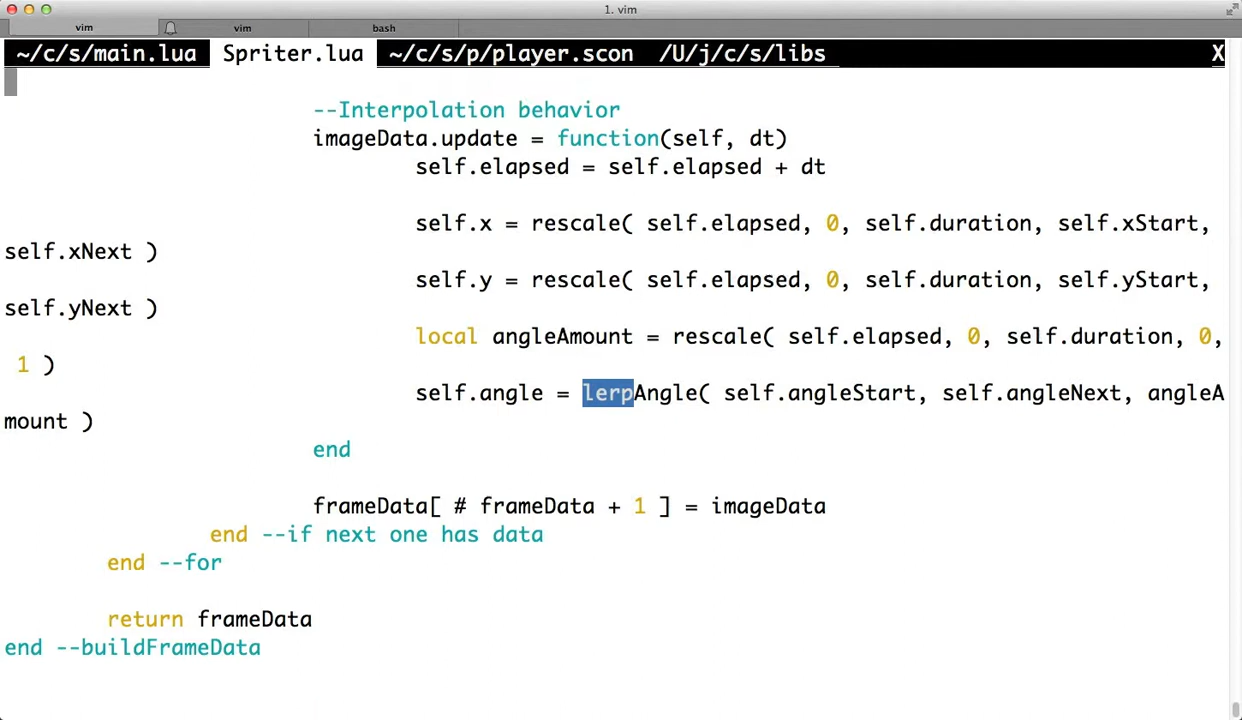 1. vim
vim vim bash
~/c/s/main.lua Spriter.lua ~/c/s/p/player.scon /U/j/c/s/libs X
--Interpolation behavior
imageData.update = function(self, dt)
self.elapsed = self.elapsed + dt
self.x = rescale( self.elapsed, 0, self.duration, self.xStart,
self.xNext )
self.y = rescale( self.elapsed, 0, self.duration, self.yStart,
self.yNext )
local angleAmount = rescale( self.elapsed, 0, self.duration, 0,
1 )
self.angle = lerpAngle( self.angleStart, self.angleNext, angleA
mount )
end
frameData[ # frameData + 1 ] = imageData
end --if next one has data
end --for
return frameData
end --buildFrameData